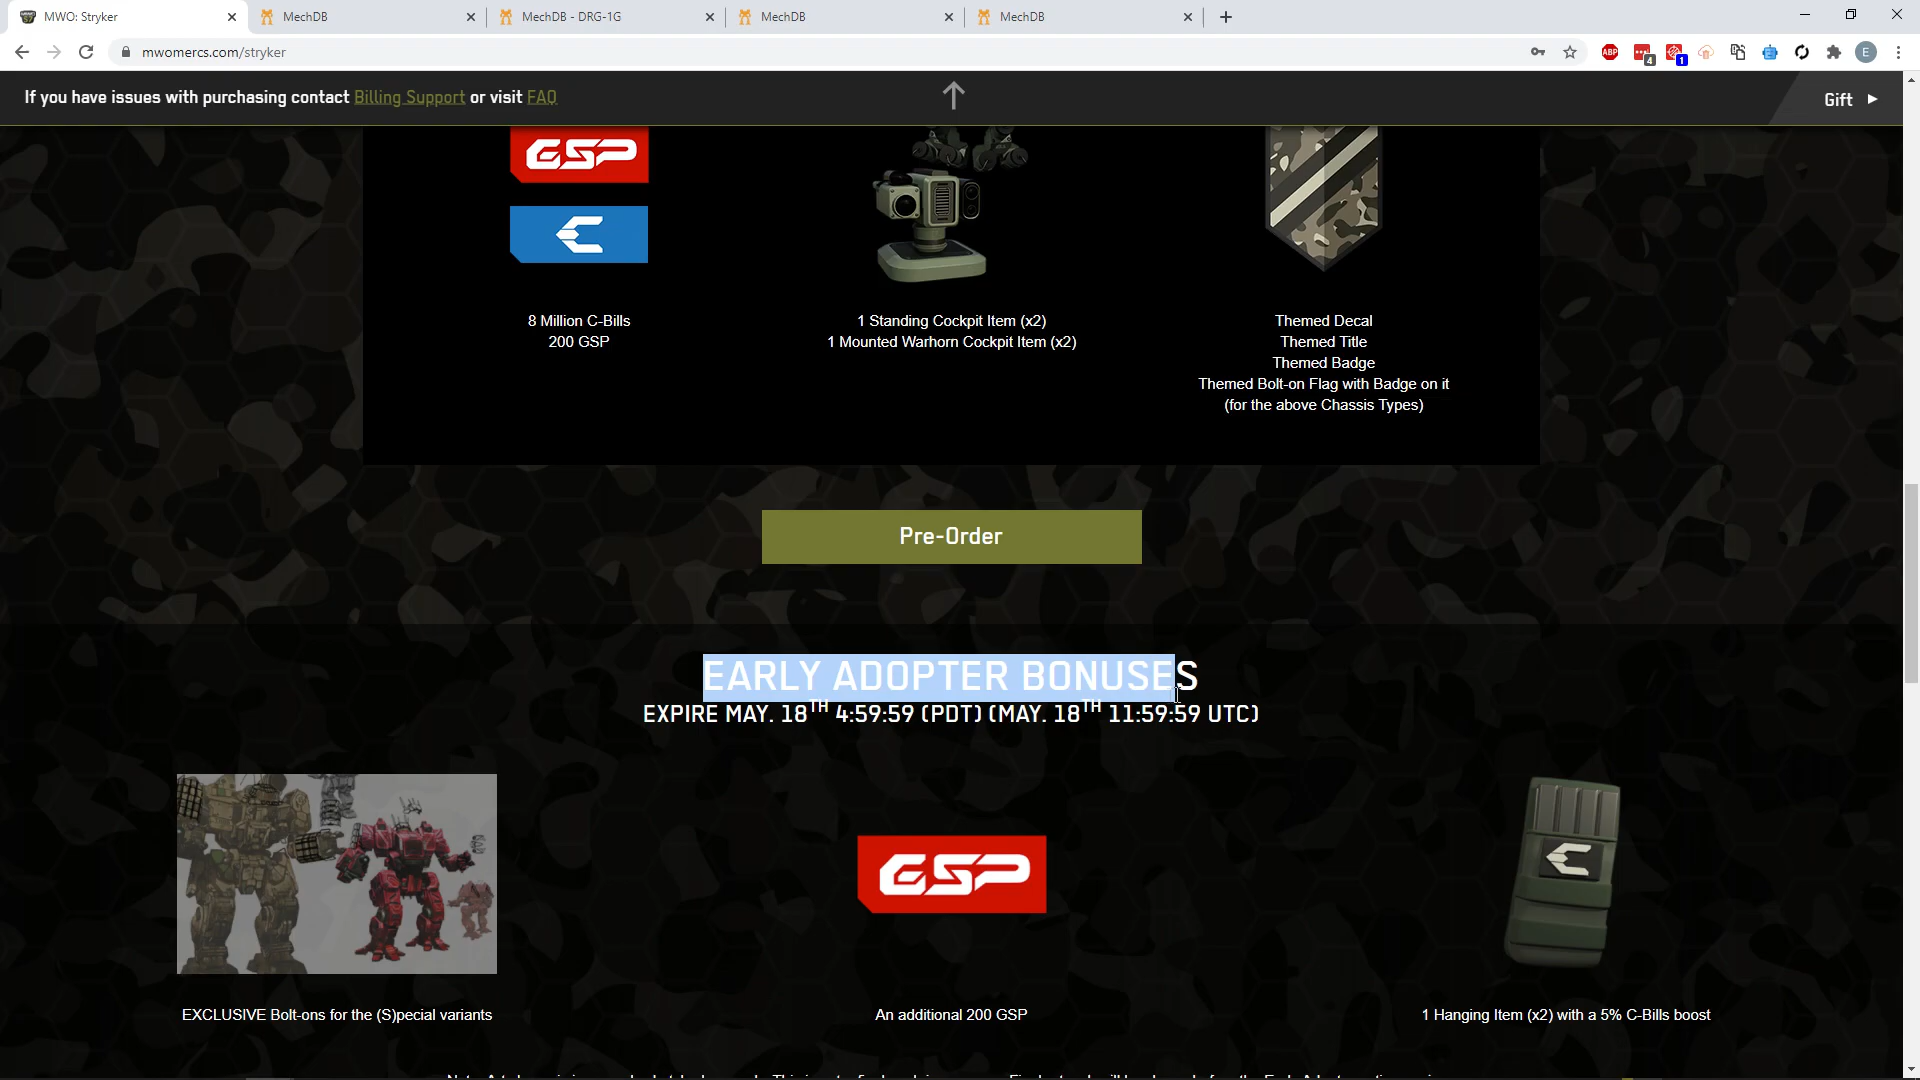 MWO: Stryker
MechDB
MechDB - DRG-1G
MechDB
MechDB
mwomercs.com/stryker
ABP
4
1
E
If you have issues with purchasing contact Billing Support or visit FAQ
Gift
GSP
8 Million C-Bills
200 GSP
1 Standing Cockpit Item (x2)
1 Mounted Warhorn Cockpit Item (x2)
Themed Decal
Themed Title
Themed Badge
Themed Bolt-on Flag with Badge on it
(for the above Chassis Types)
Pre-Order
EARLY ADOPTER BONUSES
EXPIRE MAY. 18TH 4:59:59 (PDT) (MAY. 18TH 11:59:59 UTC)
GSP
EXCLUSIVE Bolt-ons for the (S)pecial variants
An additional 200 GSP
1 Hanging Item (x2) with a 5% C-Bills boost